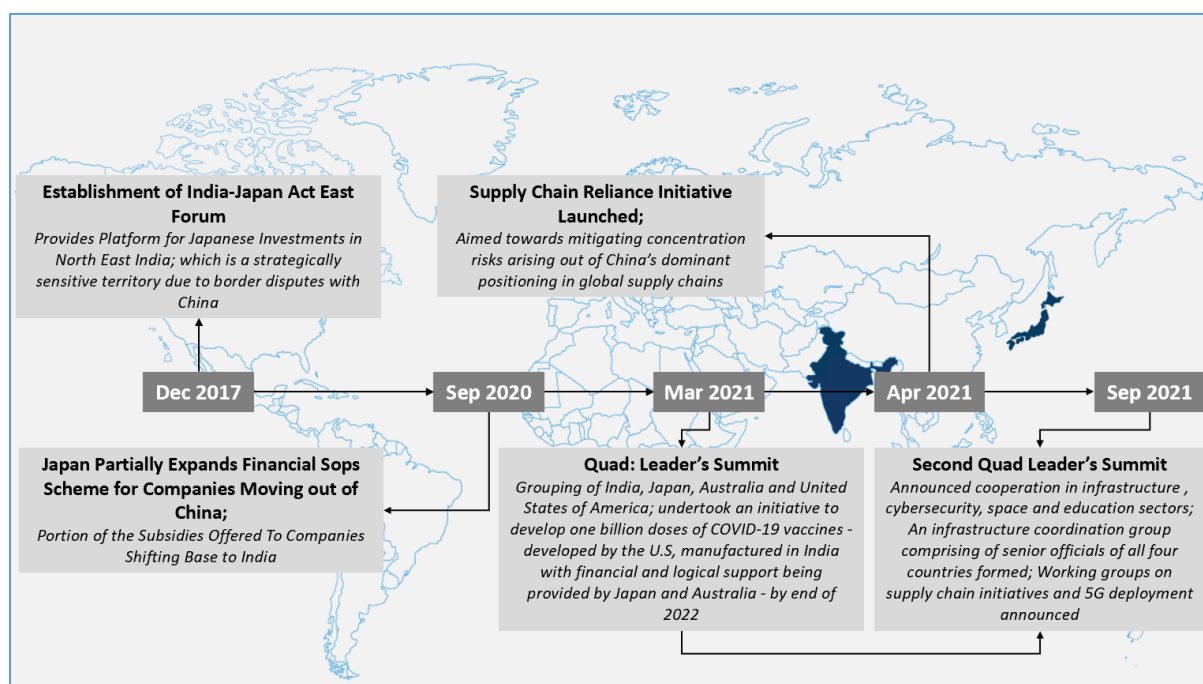 Establishment of India-Japan Act East
Forum
Provides Platform for Japanese Investments in
North East India; which is a strategically
sensitive territory due to border disputes with
China
Supply Chain Reliance Initiative
Launched;
Aimed towards mitigating concentration
risks arising out of China's dominant
positioning in global supply chains
Dec 2017
Sep 2020
Mar 2021
Apr 2021
Sep 2021
Japan Partially Expands Financial Sops
Scheme for Companies Moving out of
China;
Portion of the Subsidies Offered To Companies
Shifting Base to India
Quad: Leader's Summit
Grouping of India, Japan, Australia and United
States of America; undertook an initiative to
develop one billion doses of COVID-19 vaccines -
developed by the U.S, manufactured in India
with financial and logical support being
provided by Japan and Australia - by end of
2022
Second Quad Leader's Summit
Announced cooperation in infrastructure ,
cybersecurity, space and education sectors;
An infrastructure coordination group
comprising of senior officials of all four
countries formed; Working groups on
supply chain initiatives and 5G deployment
announced